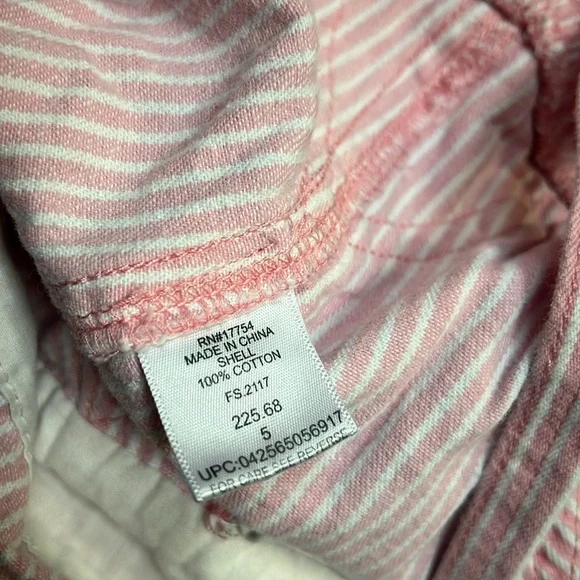 RN#17754
MADE IN CHINA
SHELL
100% COTTON
FS.2117
225.68
5
UPC:042565056917
FOR CARE SEE REVERSE